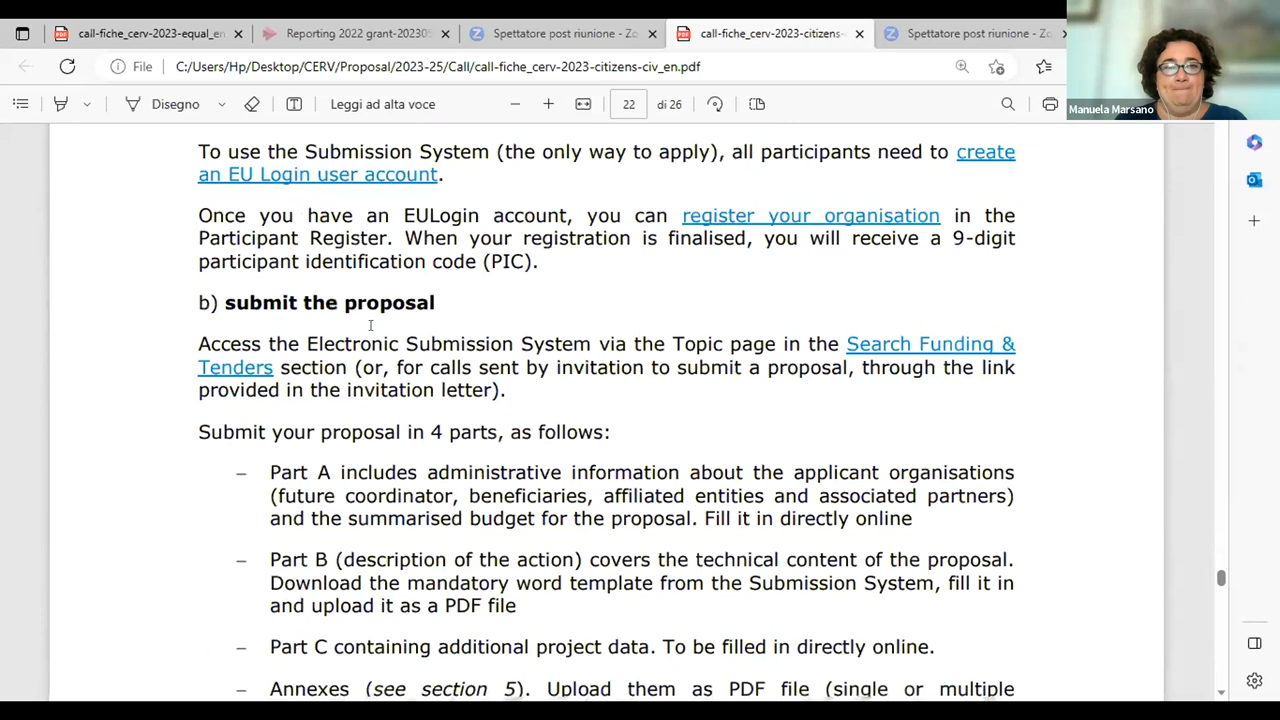 call-fiche_cerv-2023-equal_en
Reporting 2022 grant-202305
Spettatore post riunione - Zo
call-fiche_cerv-2023-citizens-
Spettatore post riunione - Zo
File C:/Users/Hp/Desktop/CERV/Proposal/2023-25/Call/call-fiche_cerv-2023-citizens-civ_en.pdf
Disegno Leggi ad alta voce 22 di 26
Manuela Marsano
To use the Submission System (the only way to apply), all participants need to create
an EU Login user account.
Once you have an EULogin account, you can register your organisation in the
Participant Register. When your registration is finalised, you will receive a 9-digit
participant identification code (PIC).
b) submit the proposal
Access the Electronic Submission System via the Topic page in the Search Funding &
Tenders section (or, for calls sent by invitation to submit a proposal, through the link
provided in the invitation letter).
Submit your proposal in 4 parts, as follows:
– Part A includes administrative information about the applicant organisations
(future coordinator, beneficiaries, affiliated entities and associated partners)
and the summarised budget for the proposal. Fill it in directly online
– Part B (description of the action) covers the technical content of the proposal.
Download the mandatory word template from the Submission System, fill it in
and upload it as a PDF file
– Part C containing additional project data. To be filled in directly online.
– Annexes (see section 5). Upload them as PDF file (single or multiple